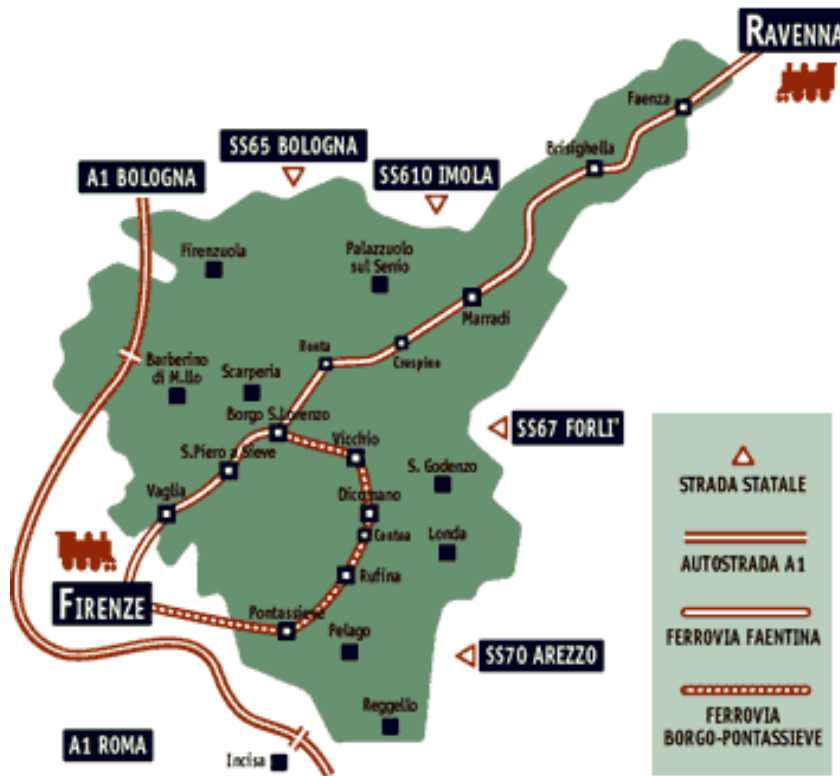 RAVENNA
Faenza
SS65 BOLOGNA
Brisighella
A1 BOLOGNA
SS610 IMOLA
Firenzuola
Palazzuolo
sul Senio
Marradi
Ronta
Crespino
Barberino
di M.llo
Scarperia
Borgo S.Lorenzo
SS67 FORLI'
Vicchio
S.Piero a Sieve
S. Godenzo
STRADA STATALE
Vaglia
Dicomano
Contea
Londa
AUTOSTRADA A1
Rufina
FIRENZE
Pontassieve
FERROVIA FAENTINA
Pelago
SS70 AREZZO
Reggello
FERROVIA
BORGO-PONTASSIEVE
A1 ROMA
Incisa